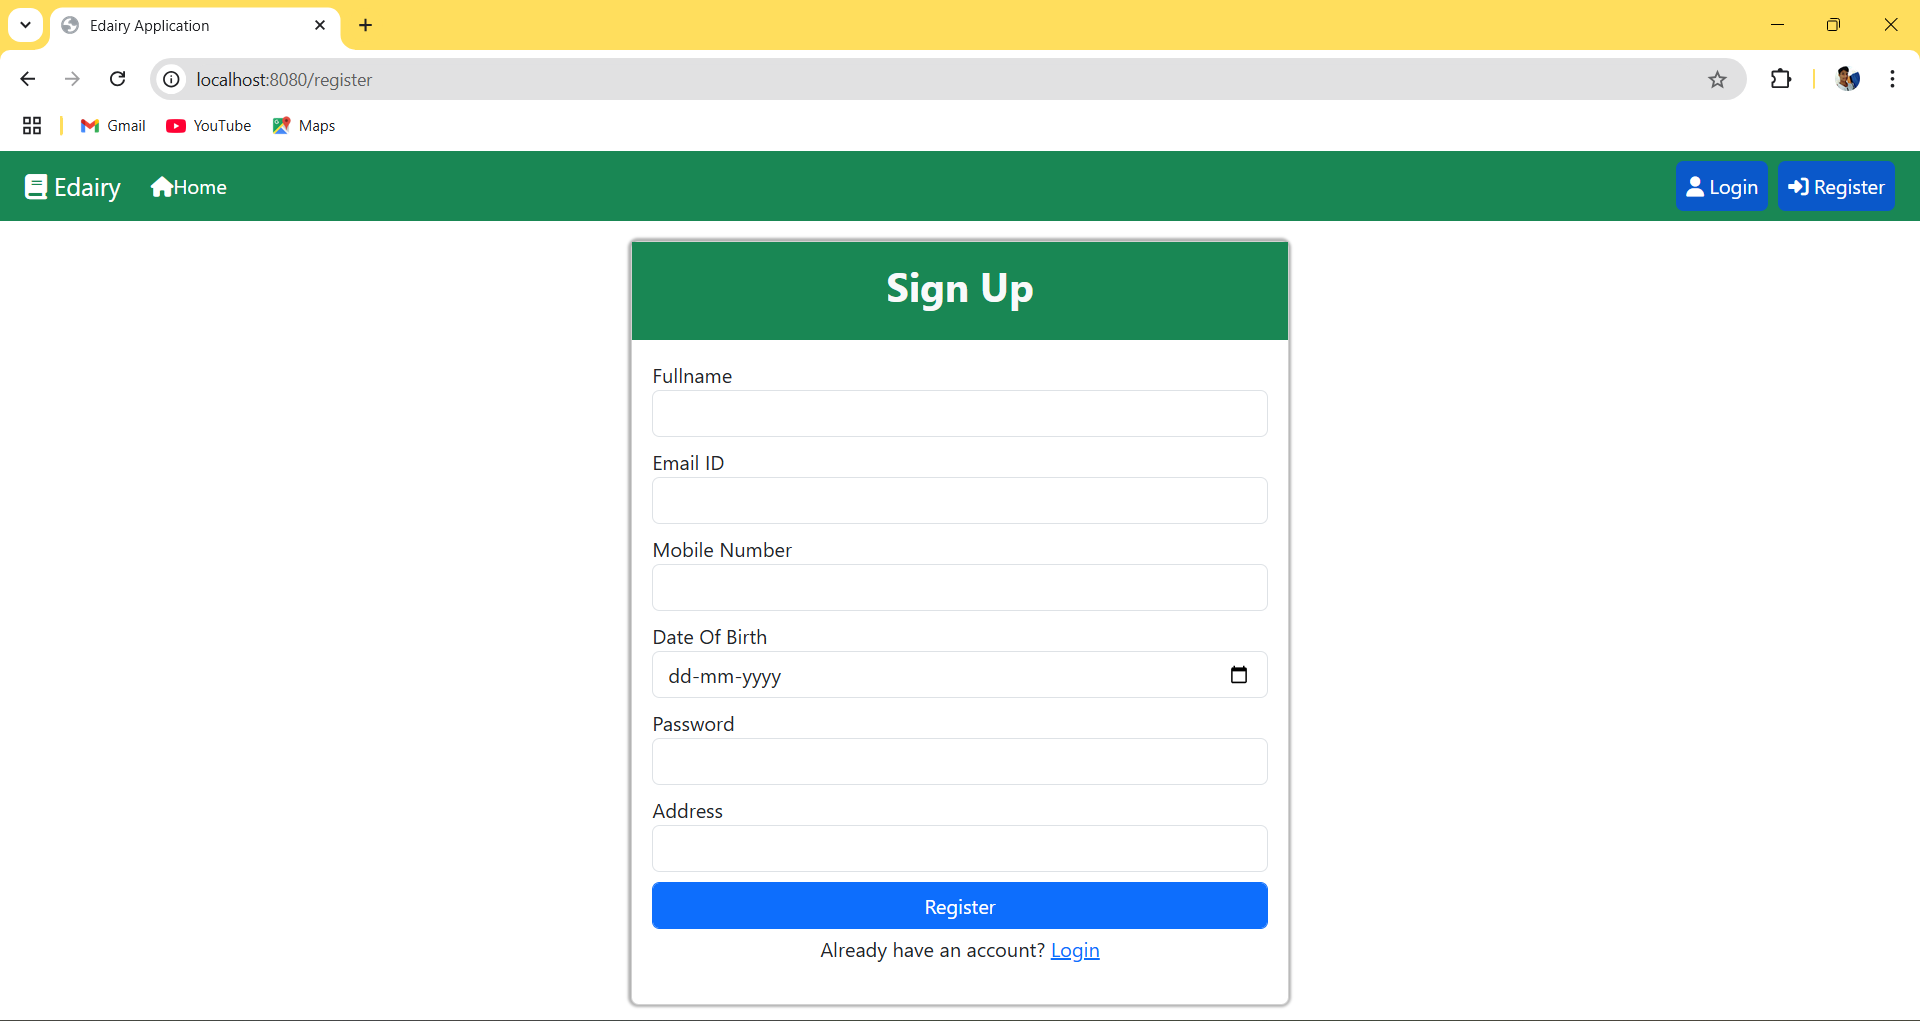 Edairy Application
localhost:8080/register
Gmail YouTube Maps
Edairy Home Login Register
Sign Up
Fullname
Email ID
Mobile Number
Date Of Birth
dd-mm-yyyy
Password
Address
Register
Already have an account? Login